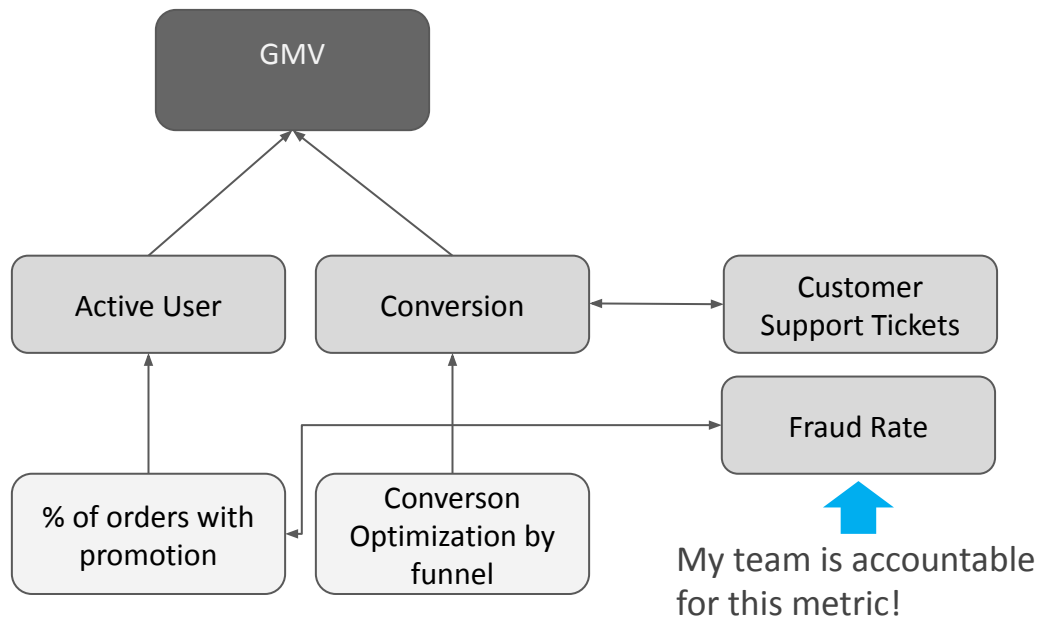 GMV
Active User
Conversion
Customer
Support Tickets
Fraud Rate
% of orders with
promotion
Converson
Optimization by
funnel
My team is accountable
for this metric!